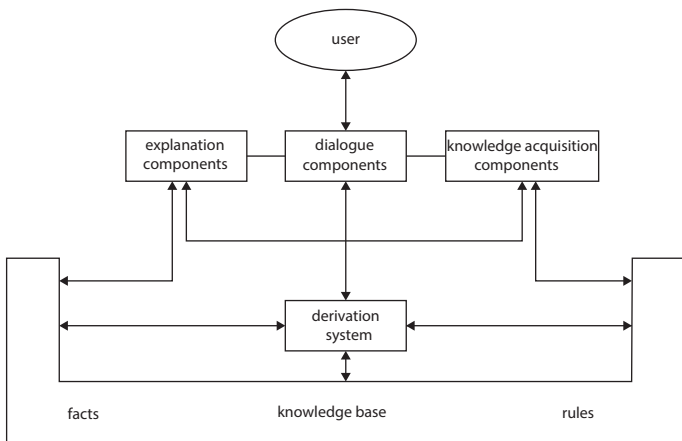 user
explanation
components
dialogue
components
knowledge acquisition
components
derivation
system
facts
knowledge base
rules